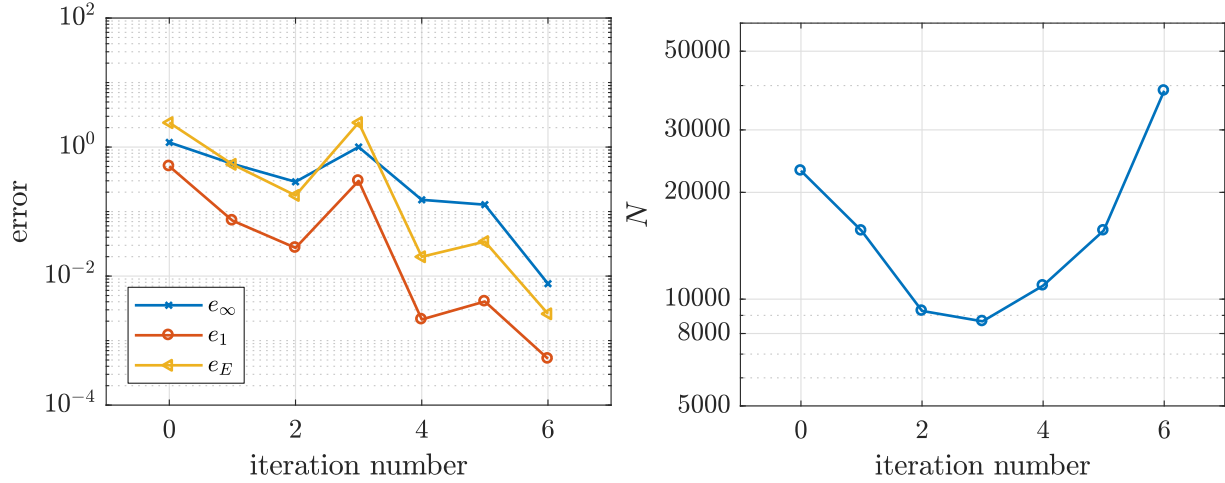 10^2
10^0
10^{-2}
10^{-4}
error
e_∞
e_1
e_E
0 2 4 6
iteration number
50000
30000
20000
10000
8000
5000
N
0 2 4 6
iteration number